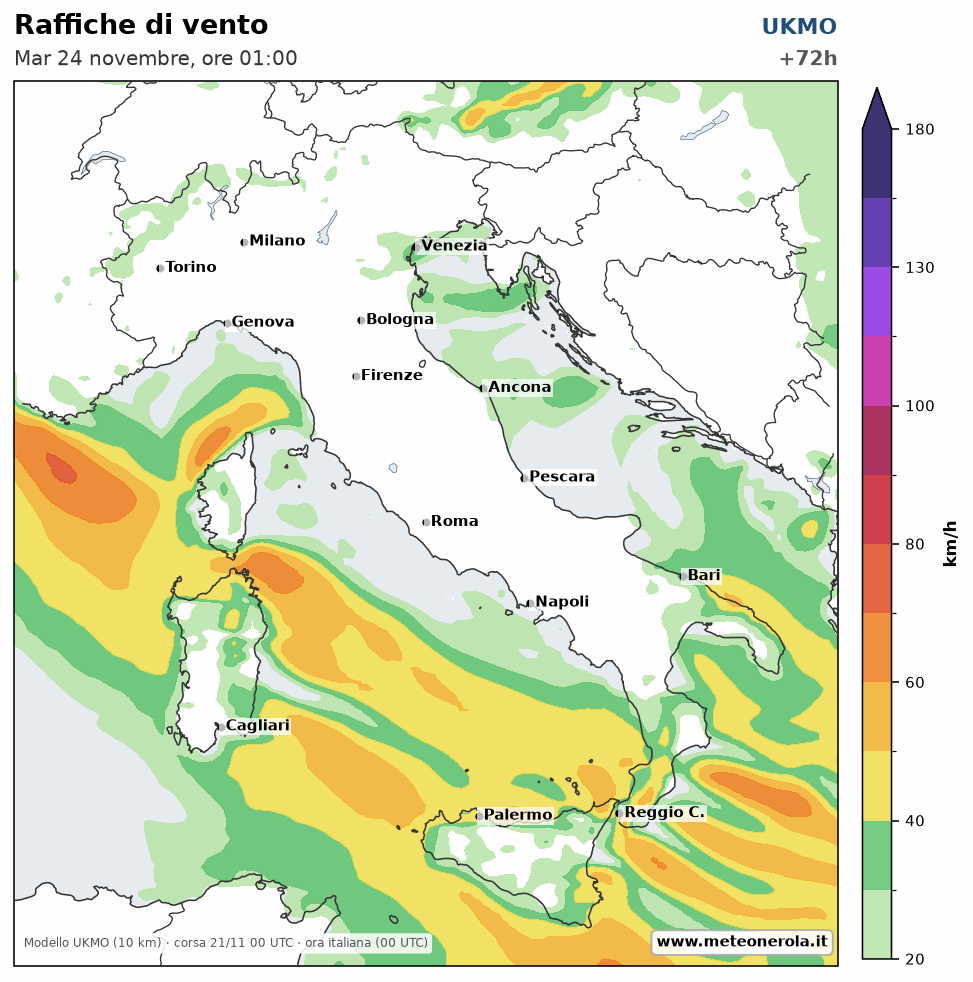 Raffiche di vento
UKMO
Mar 24 novembre, ore 01:00
+72h
180
Venezia
Milano
Torino
130
Bologna
Genova
Firenze
Ancona
100
Pescara
Roma
80
km/h
Bari
Napoli
60
Cagliari
Palermo
Reggio C.
40
Modello UKMO (10 km) · corsa 21/11 00 UTC · ora italiana (00 UTC)
www.meteonerola.it
20